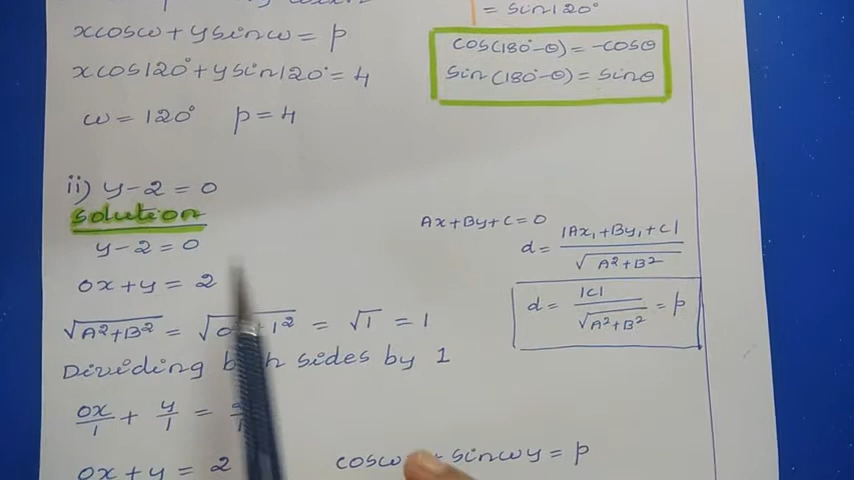 = sin120°
xcosω + ysinω = p
cos(180°-θ) = -cosθ
xcos120° + ysin120° = 4
sin(180°-θ) = sinθ
ω = 120° p = 4
ii) y-2 = 0
solution
y-2 = 0
Ax+By+C = 0
d = |Ax₁+By₁+C| / √(A²+B²)
0x + y = 2
d = |C| / √(A²+B²) = p
√(A²+B²) = = √1 = 1
Dividing sides by 1
0x/1 + y/1 =
0x + y = 2
cosω + sinωy = p